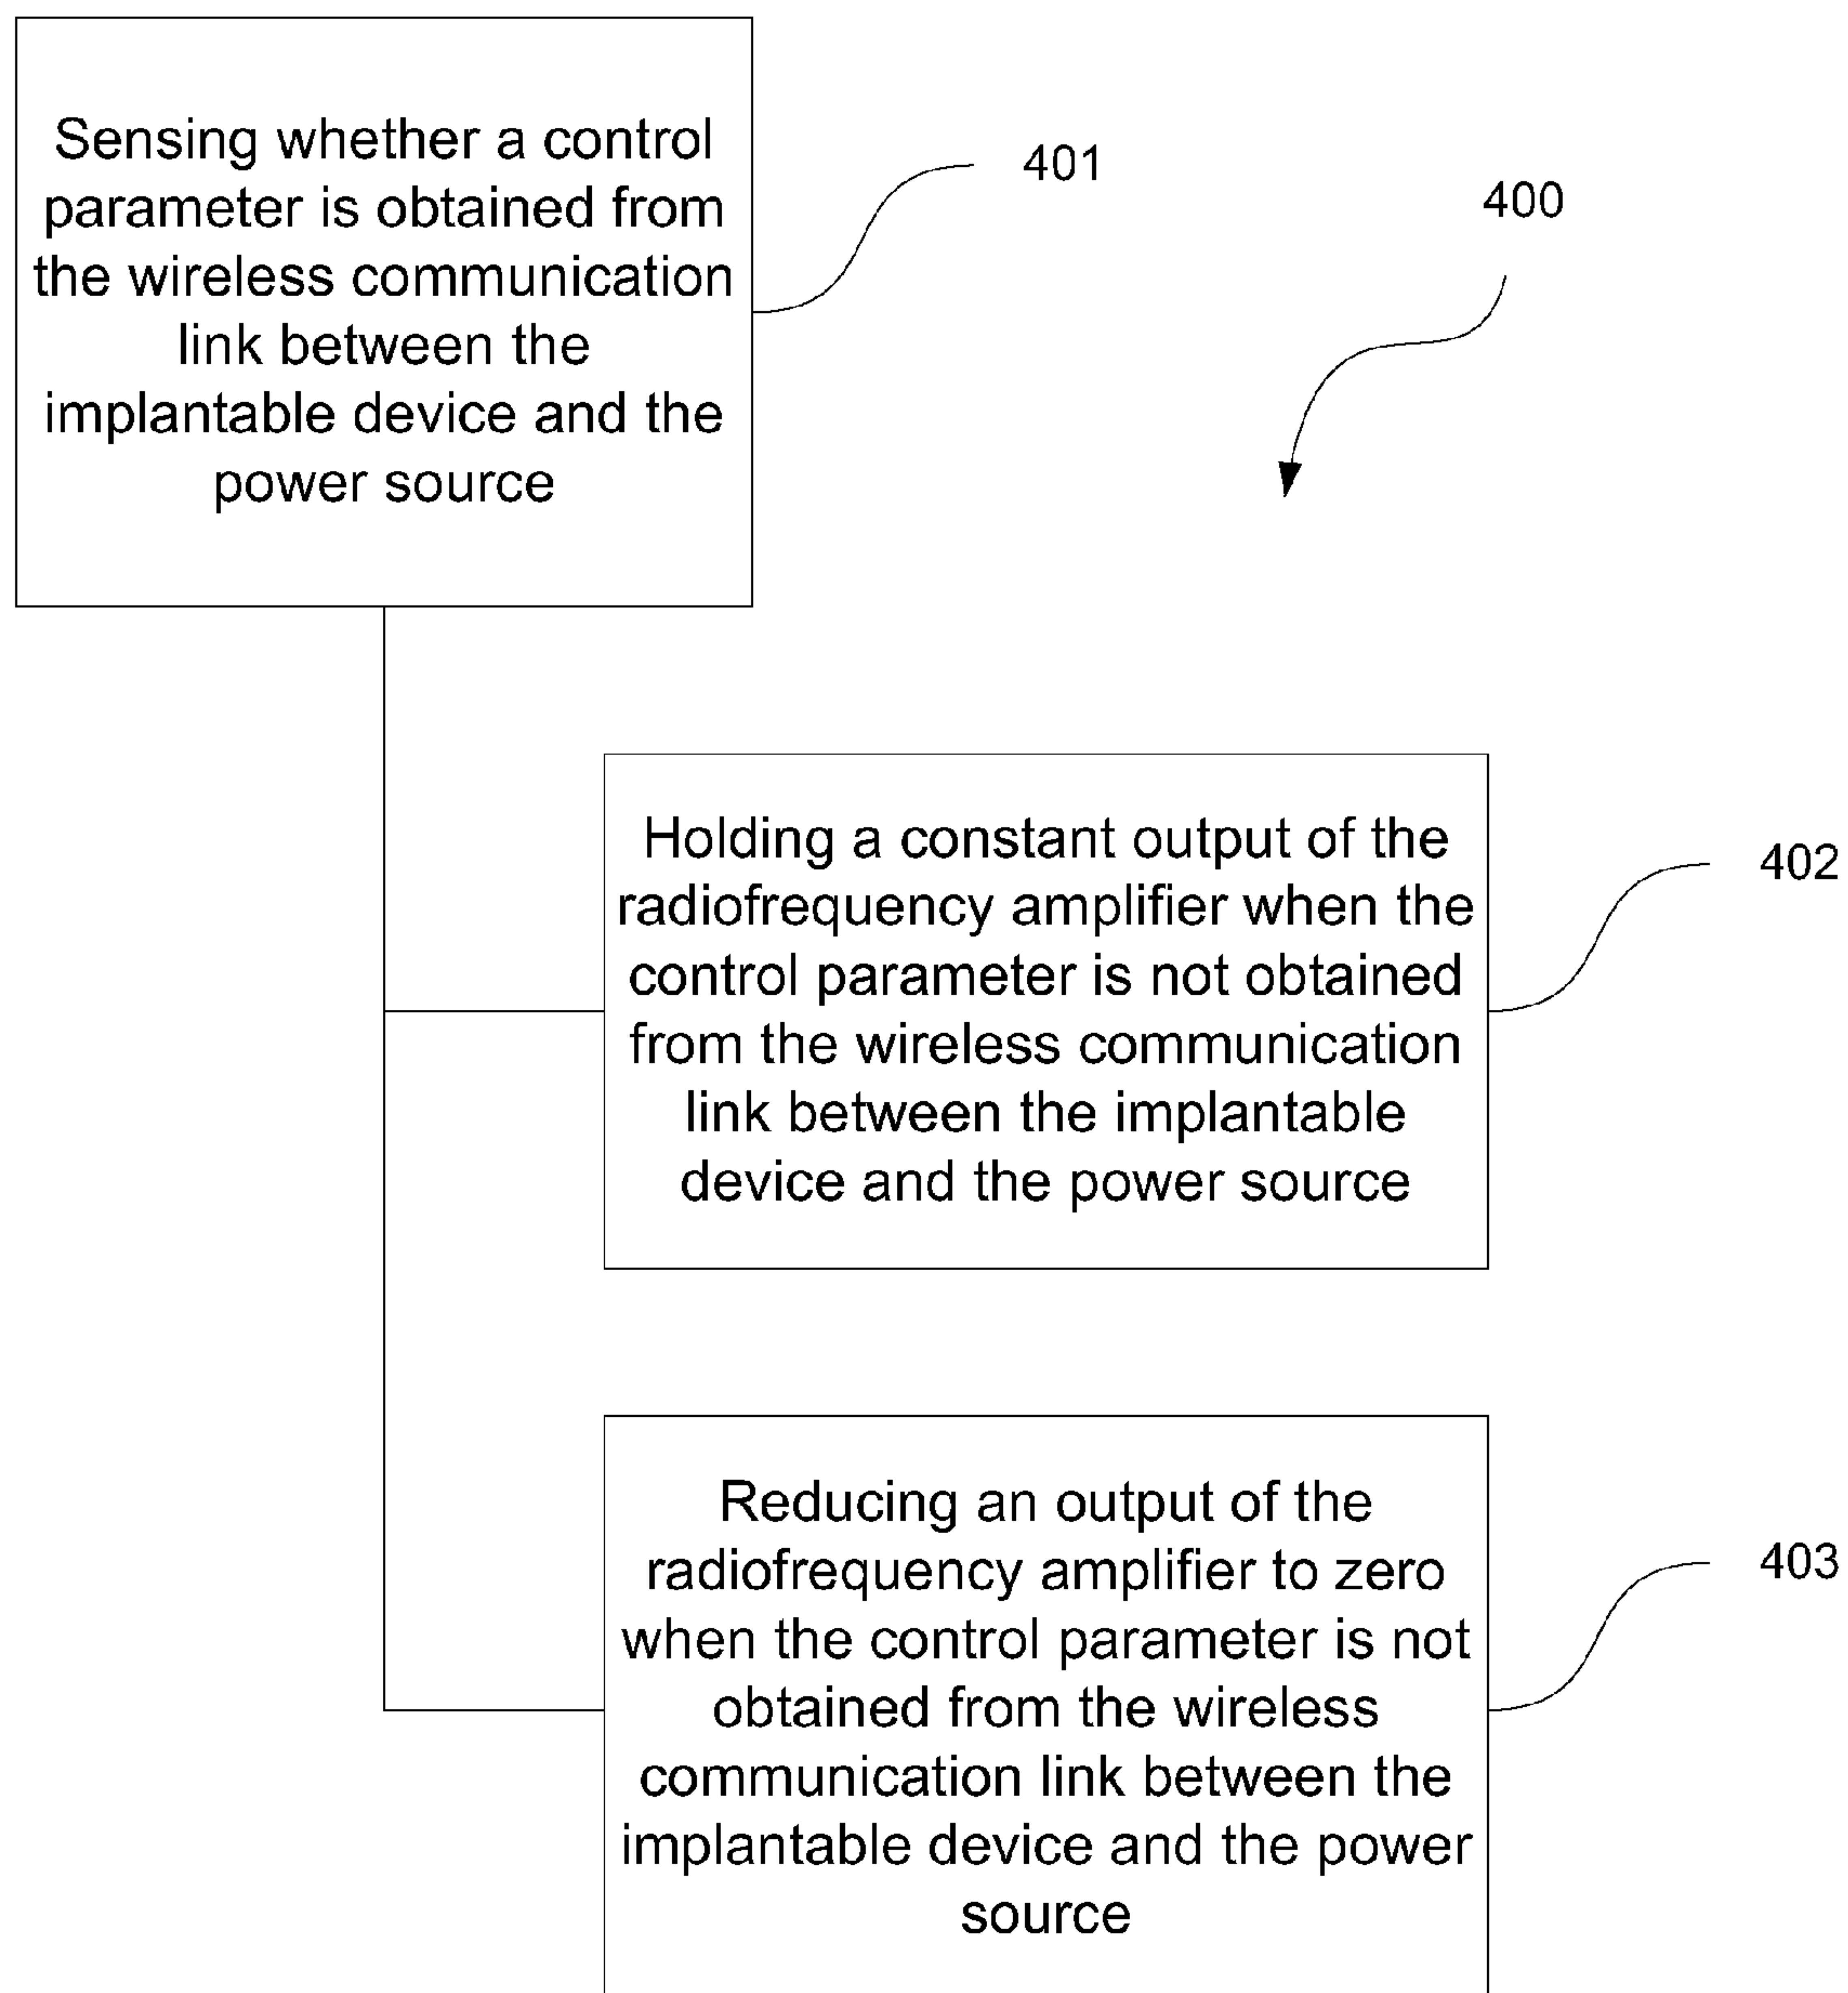 Sensing whether a control
parameter is obtained from
the wireless communication
link between the
implantable device and the
power source
401
400
Holding a constant output of the
radiofrequency amplifier when the
control parameter is not obtained
from the wireless communication
link between the implantable
device and the power source
402
Reducing an output of the
radiofrequency amplifier to zero
when the control parameter is not
obtained from the wireless
communication link between the
implantable device and the power
source
403